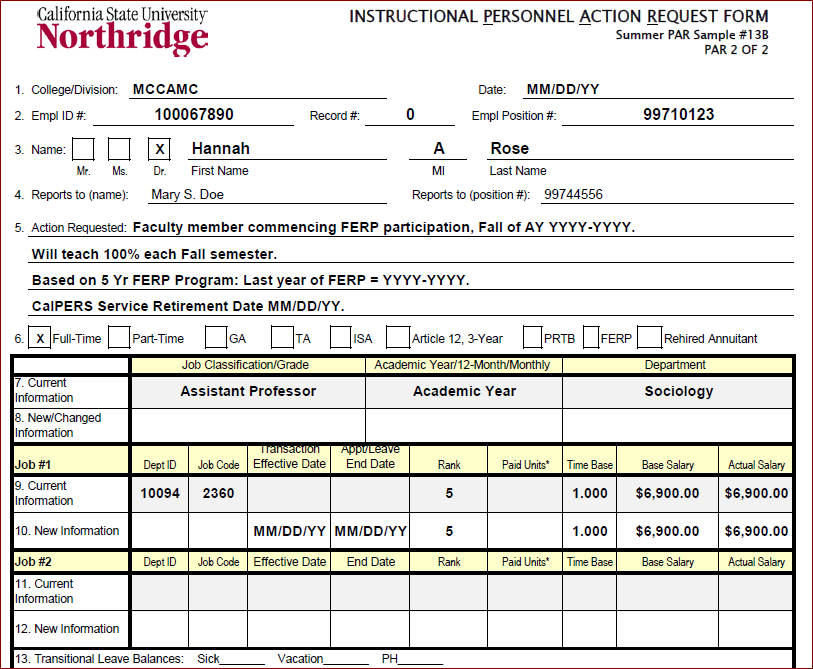 California State University
Northridge
INSTRUCTIONAL PERSONNEL ACTION REQUEST FORM
Summer PAR Sample #13B
PAR 2 OF 2
1. College/Division: MCCAMC Date: MM/DD/YY
2. Empl ID #: 100067890 Record #: 0 Empl Position #: 99710123
3. Name: X Hannah A Rose
Mr. Ms. Dr. First Name MI Last Name
4. Reports to (name): Mary S. Doe Reports to (position #): 99744556
5. Action Requested: Faculty member commencing FERP participation, Fall of AY YYYY-YYYY.
Will teach 100% each Fall semester.
Based on 5 Yr FERP Program: Last year of FERP = YYYY-YYYY.
CalPERS Service Retirement Date MM/DD/YY.
6. X Full-Time Part-Time GA TA ISA Article 12, 3-Year PRTB FERP Rehired Annuitant
Job Classification/Grade Academic Year/12-Month/Monthly Department
7. Current Information Assistant Professor Academic Year Sociology
8. New/Changed Information
Job #1 Dept ID Job Code Transaction Effective Date Appt/Leave End Date Rank Paid Units* Time Base Base Salary Actual Salary
9. Current Information 10094 2360 5 1.000 $6,900.00 $6,900.00
10. New Information MM/DD/YY MM/DD/YY 5 1.000 $6,900.00 $6,900.00
Job #2 Dept ID Job Code Effective Date End Date Rank Paid Units* Time Base Base Salary Actual Salary
11. Current Information
12. New Information
13. Transitional Leave Balances: Sick_______ Vacation_______ PH_______